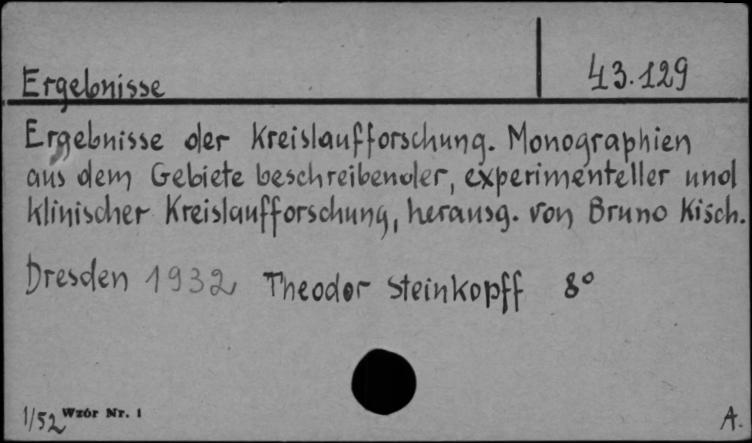 Ergebnisse 43.129
Ergebnisse der Kreislaufforschung. Monographien
aus dem Gebiete beschreibender, experimenteller und
klinischer Kreislaufforschung, herausg. von Bruno Kisch.
Dresden 1932 Theodor Steinkopff 8°
1/52 Wzór Nr. 1 A.